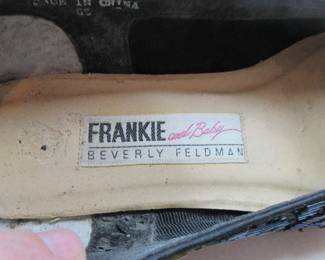 MADE IN CHINA
FRANKIE and Baby
BEVERLY FELDMAN